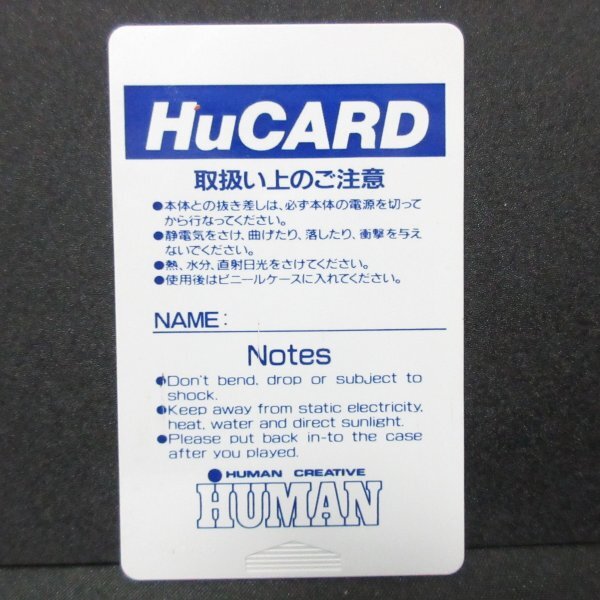 HuCARD
取扱い上のご注意
●本体との抜き差しは、必ず本体の電源を切って
から行なってください。
●静電気をさけ、曲げたり、落したり、衝撃を与え
ないでください。
●熱、水分、直射日光をさけてください。
●使用後はビニールケースに入れてください。
NAME:
Notes
●Don't bend, drop or subject to
shock.
●Keep away from static electricity,
heat, water and direct sunlight.
●Please put back in-to the case
after you played.
HUMAN CREATIVE
HUMAN